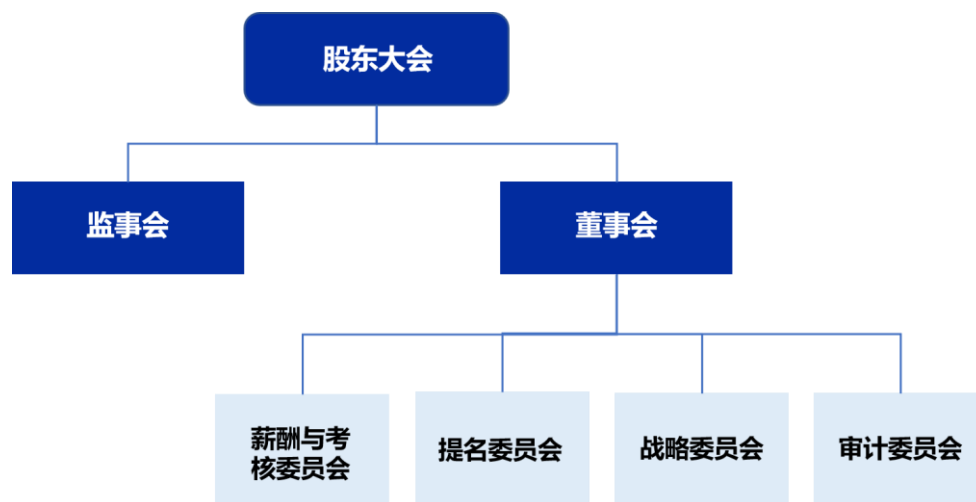 股东大会
监事会
董事会
薪酬与考
核委员会
提名委员会
战略委员会
审计委员会